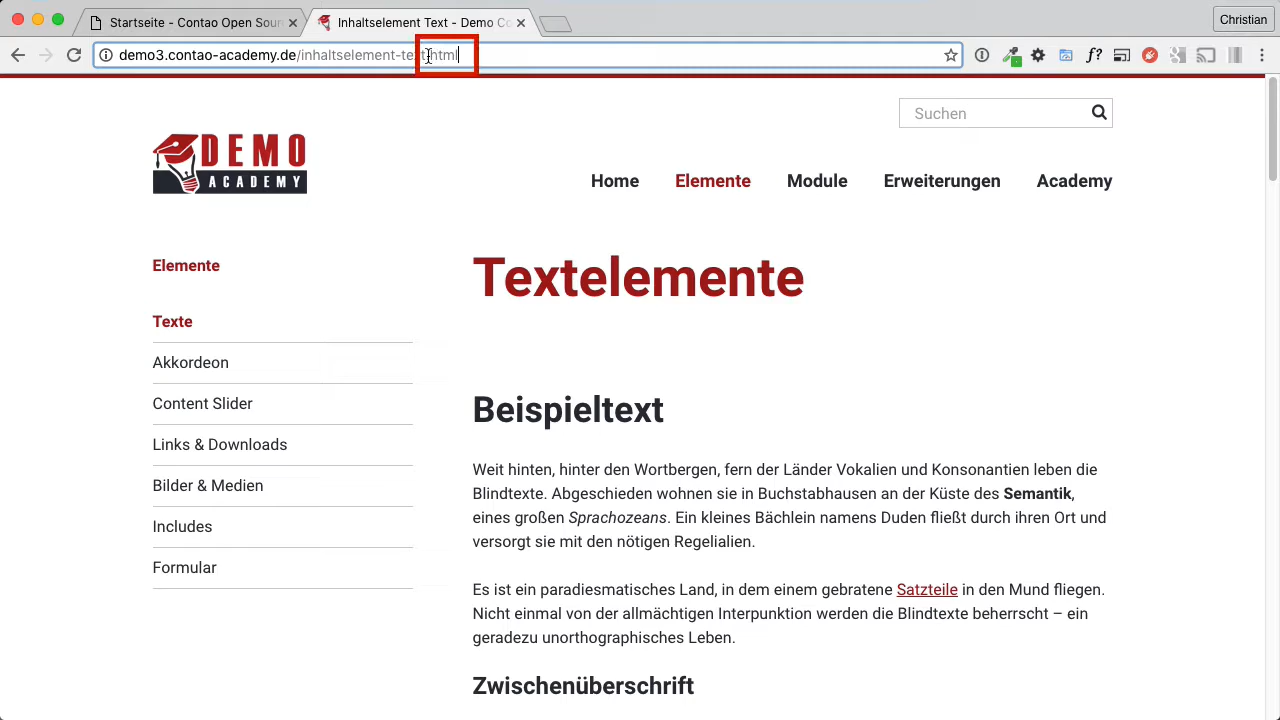 Startseite - Contao Open Sour
Inhaltselement Text - Demo Co
Christian
demo3.contao-academy.de/inhaltselement-text.html
f?
Suchen
DEMO
ACADEMY
Home
Elemente
Module
Erweiterungen
Academy
Elemente
Texte
Akkordeon
Content Slider
Links & Downloads
Bilder & Medien
Includes
Formular
Textelemente
Beispieltext
Weit hinten, hinter den Wortbergen, fern der Länder Vokalien und Konsonantien leben die
Blindtexte. Abgeschieden wohnen sie in Buchstabhausen an der Küste des Semantik,
eines großen Sprachozeans. Ein kleines Bächlein namens Duden fließt durch ihren Ort und
versorgt sie mit den nötigen Regelialien.
Es ist ein paradiesmatisches Land, in dem einem gebratene Satzteile in den Mund fliegen.
Nicht einmal von der allmächtigen Interpunktion werden die Blindtexte beherrscht – ein
geradezu unorthographisches Leben.
Zwischenüberschrift